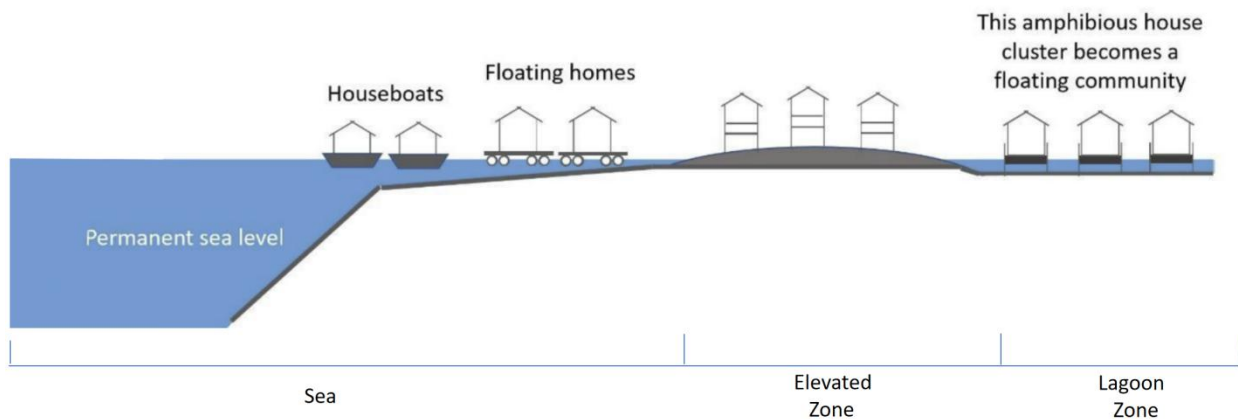 This amphibious house
cluster becomes a
floating community
Floating homes
Houseboats
Permanent sea level
Sea
Elevated
Zone
Lagoon
Zone